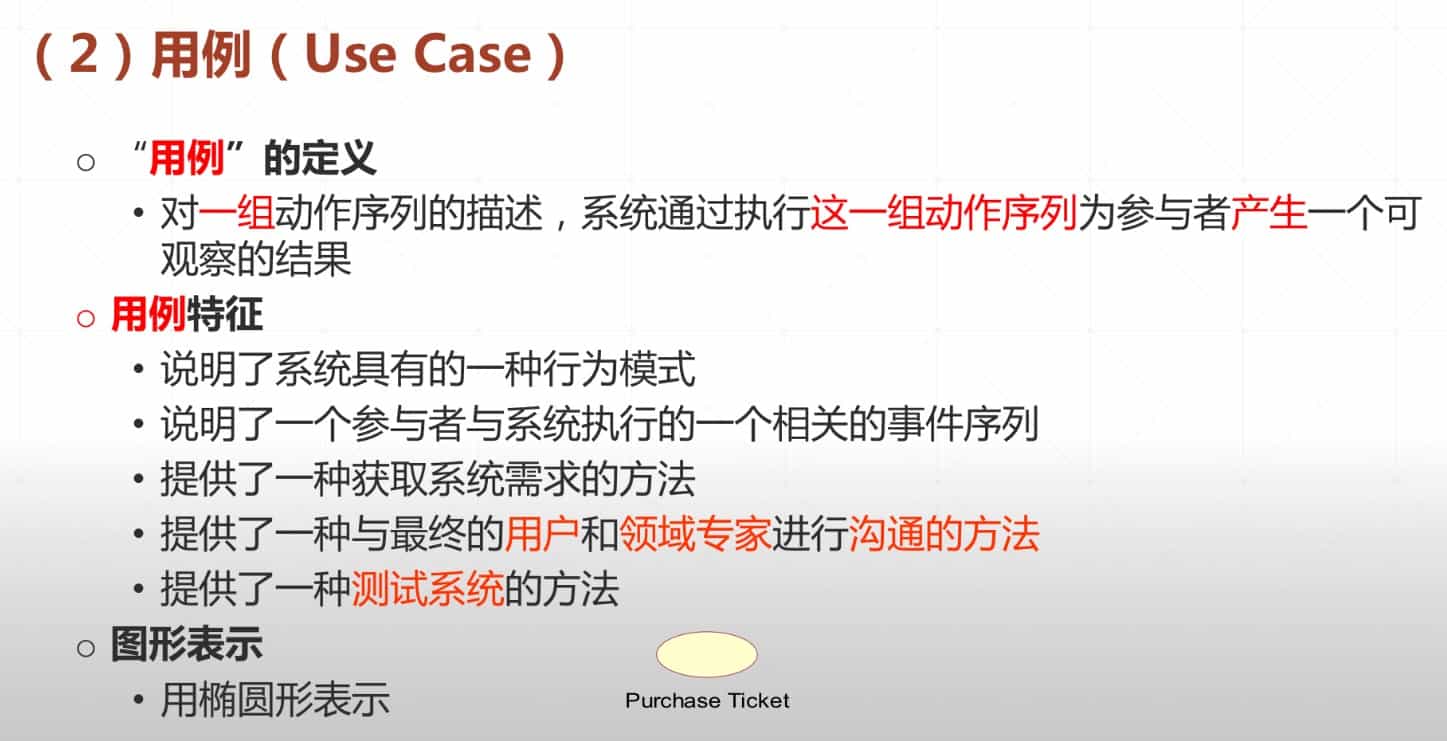 （2）用例（Use Case）
○ “用例”的定义
• 对一组动作序列的描述，系统通过执行这一组动作序列为参与者产生一个可
观察的结果
○ 用例特征
• 说明了系统具有的一种行为模式
• 说明了一个参与者与系统执行的一个相关的事件序列
• 提供了一种获取系统需求的方法
• 提供了一种与最终的用户和领域专家进行沟通的方法
• 提供了一种测试系统的方法
○ 图形表示
• 用椭圆形表示
Purchase Ticket